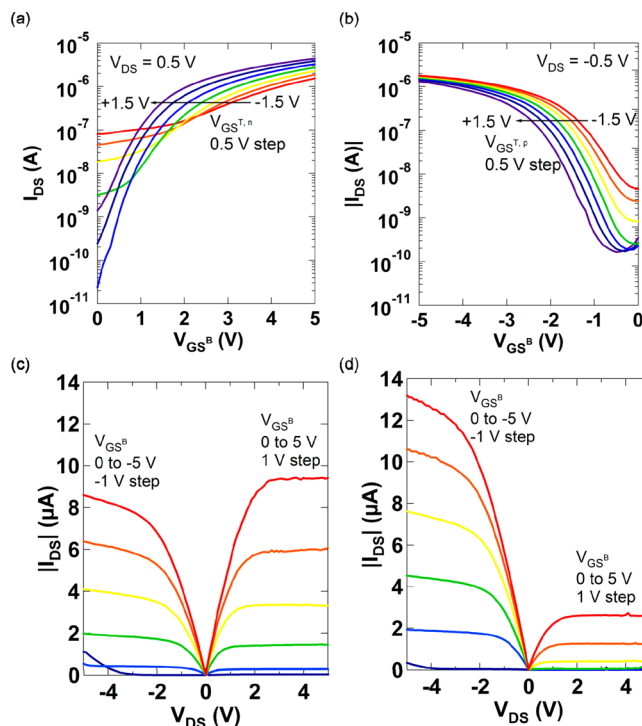 (a)
10⁻⁵
10⁻⁶
10⁻⁷
10⁻⁸
10⁻⁹
10⁻¹⁰
10⁻¹¹
I_DS (A)
V_DS = 0.5 V
+1.5 V
-1.5 V
V_GS^T, n
0.5 V step
0 1 2 3 4 5
V_GS^B (V)
(b)
10⁻⁵
10⁻⁶
10⁻⁷
10⁻⁸
10⁻⁹
10⁻¹⁰
10⁻¹¹
|I_DS (A)|
V_DS = -0.5 V
+1.5 V
-1.5 V
V_GS^T, p
0.5 V step
-5 -4 -3 -2 -1 0
V_GS^B (V)
(c)
14
12
10
8
6
4
2
0
|I_DS| (µA)
V_GS^B
0 to -5 V
-1 V step
V_GS^B
0 to 5 V
1 V step
-4 -2 0 2 4
V_DS (V)
(d)
14
12
10
8
6
4
2
0
|I_DS| (µA)
V_GS^B
0 to -5 V
-1 V step
V_GS^B
0 to 5 V
1 V step
-4 -2 0 2 4
V_DS (V)